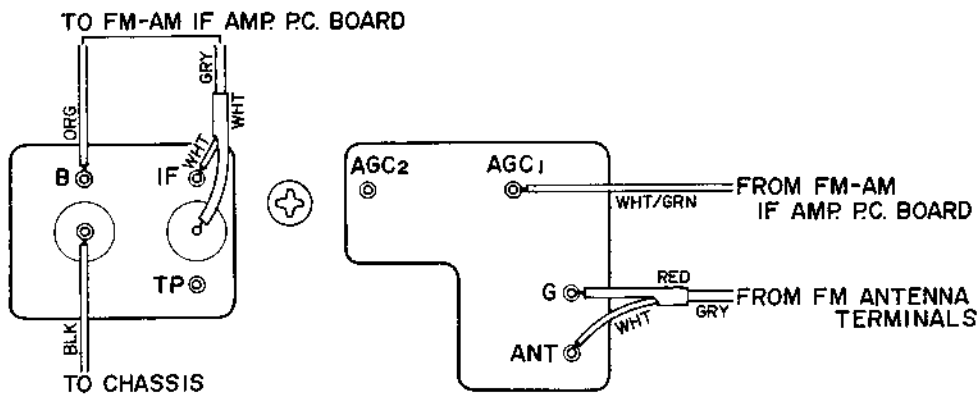 TO FM-AM IF AMP. P.C. BOARD
ORG
GRY
WHT
WHT
B
IF
TP
BLK
TO CHASSIS
AGC2
AGC1
WHT/GRN
FROM FM-AM
IF AMP. P.C. BOARD
G
RED
WHT
GRY
FROM FM ANTENNA
TERMINALS
ANT